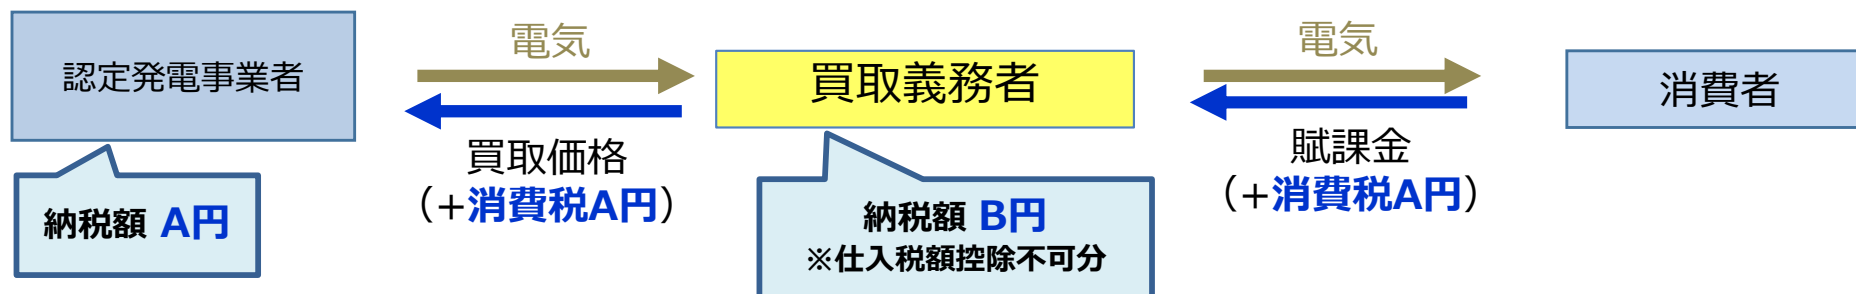 認定発電事業者
納税額 A円
電気
買取価格
（+消費税A円）
買取義務者
納税額 B円
※仕入税額控除不可分
電気
賦課金
（+消費税A円）
消費者